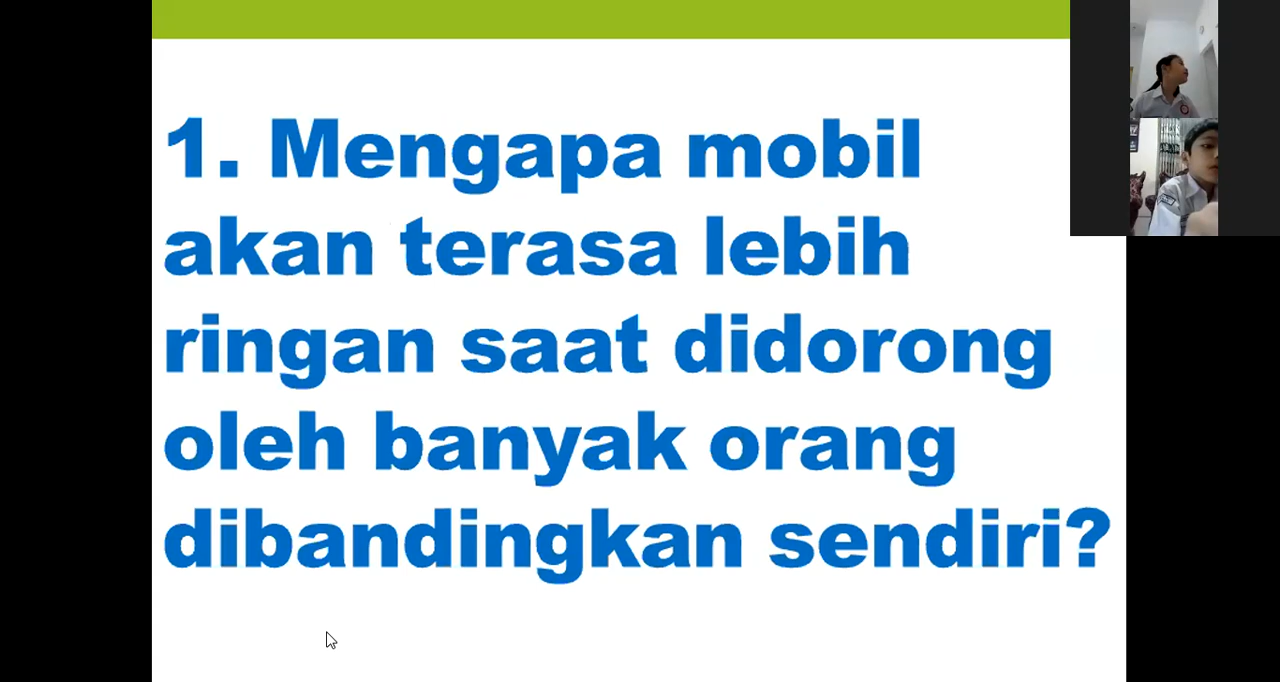 1. Mengapa mobil
akan terasa lebih
ringan saat didorong
oleh banyak orang
dibandingkan sendiri?